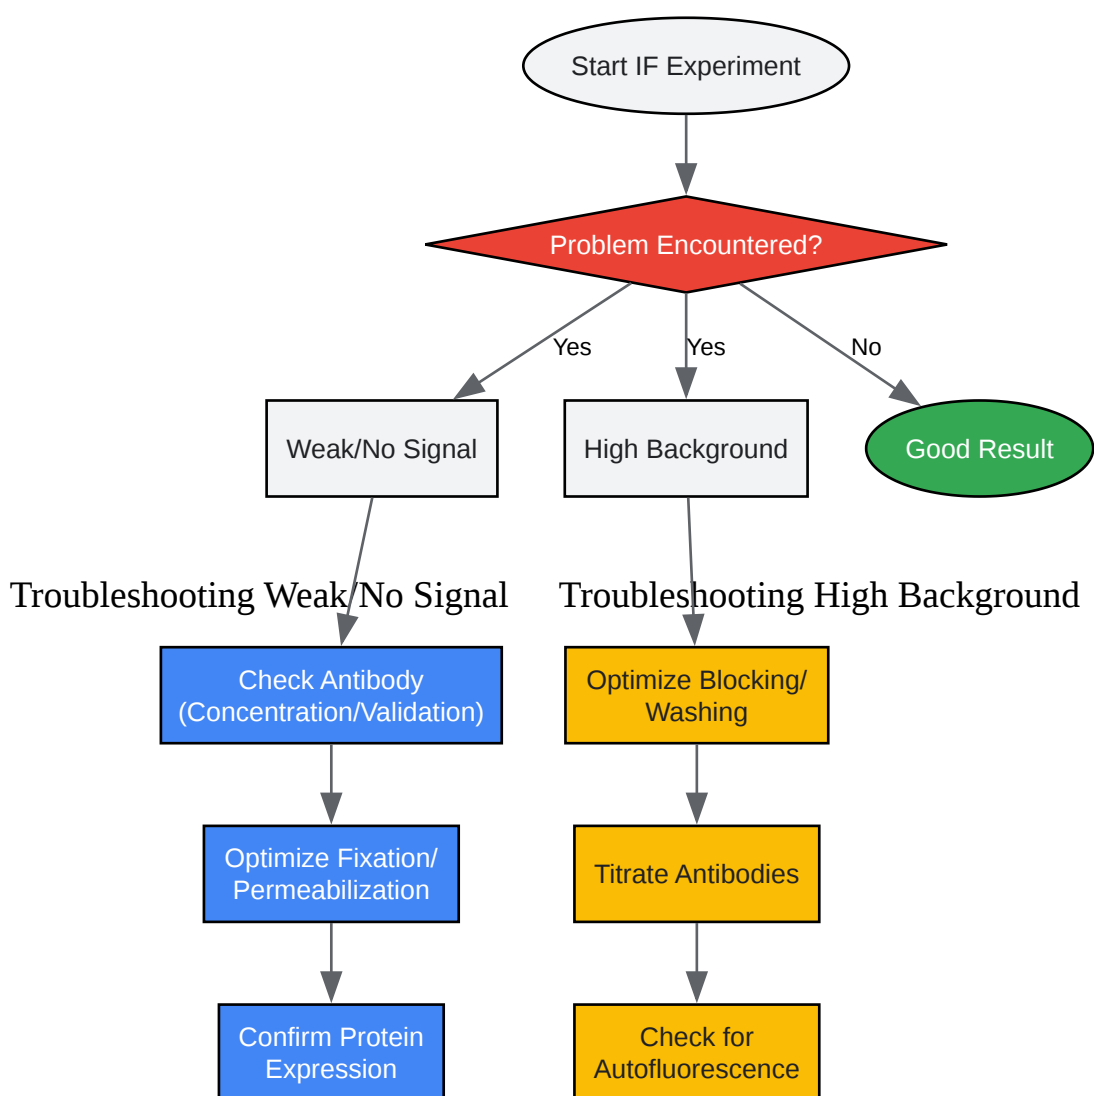 Start IF Experiment
Problem Encountered?
Yes
Yes
No
Weak/No Signal
High Background
Good Result
Troubleshooting Weak/No Signal
Troubleshooting High Background
Check Antibody
(Concentration/Validation)
Optimize Blocking/
Washing
Optimize Fixation/
Permeabilization
Titrate Antibodies
Confirm Protein
Expression
Check for
Autofluorescence